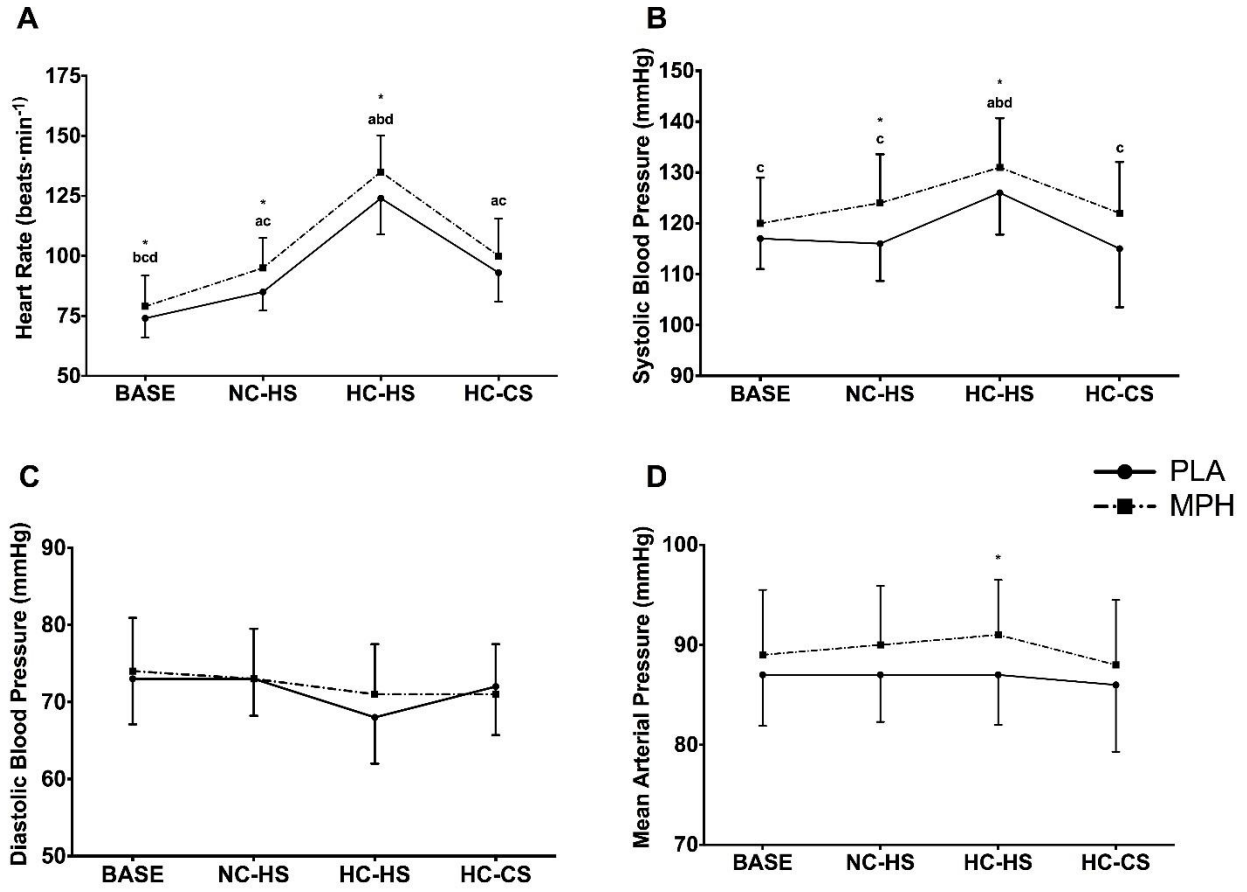 A
Heart Rate (beats·min⁻¹)
175
150
125
100
75
50
*
bcd
*
ac
*
abd
ac
BASE NC-HS HC-HS HC-CS
B
Systolic Blood Pressure (mmHg)
150
140
130
120
110
100
90
c
*
c
*
abd
c
BASE NC-HS HC-HS HC-CS
C
Diastolic Blood Pressure (mmHg)
90
80
70
60
50
BASE NC-HS HC-HS HC-CS
D
PLA
MPH
Mean Arterial Pressure (mmHg)
100
90
80
70
*
BASE NC-HS HC-HS HC-CS